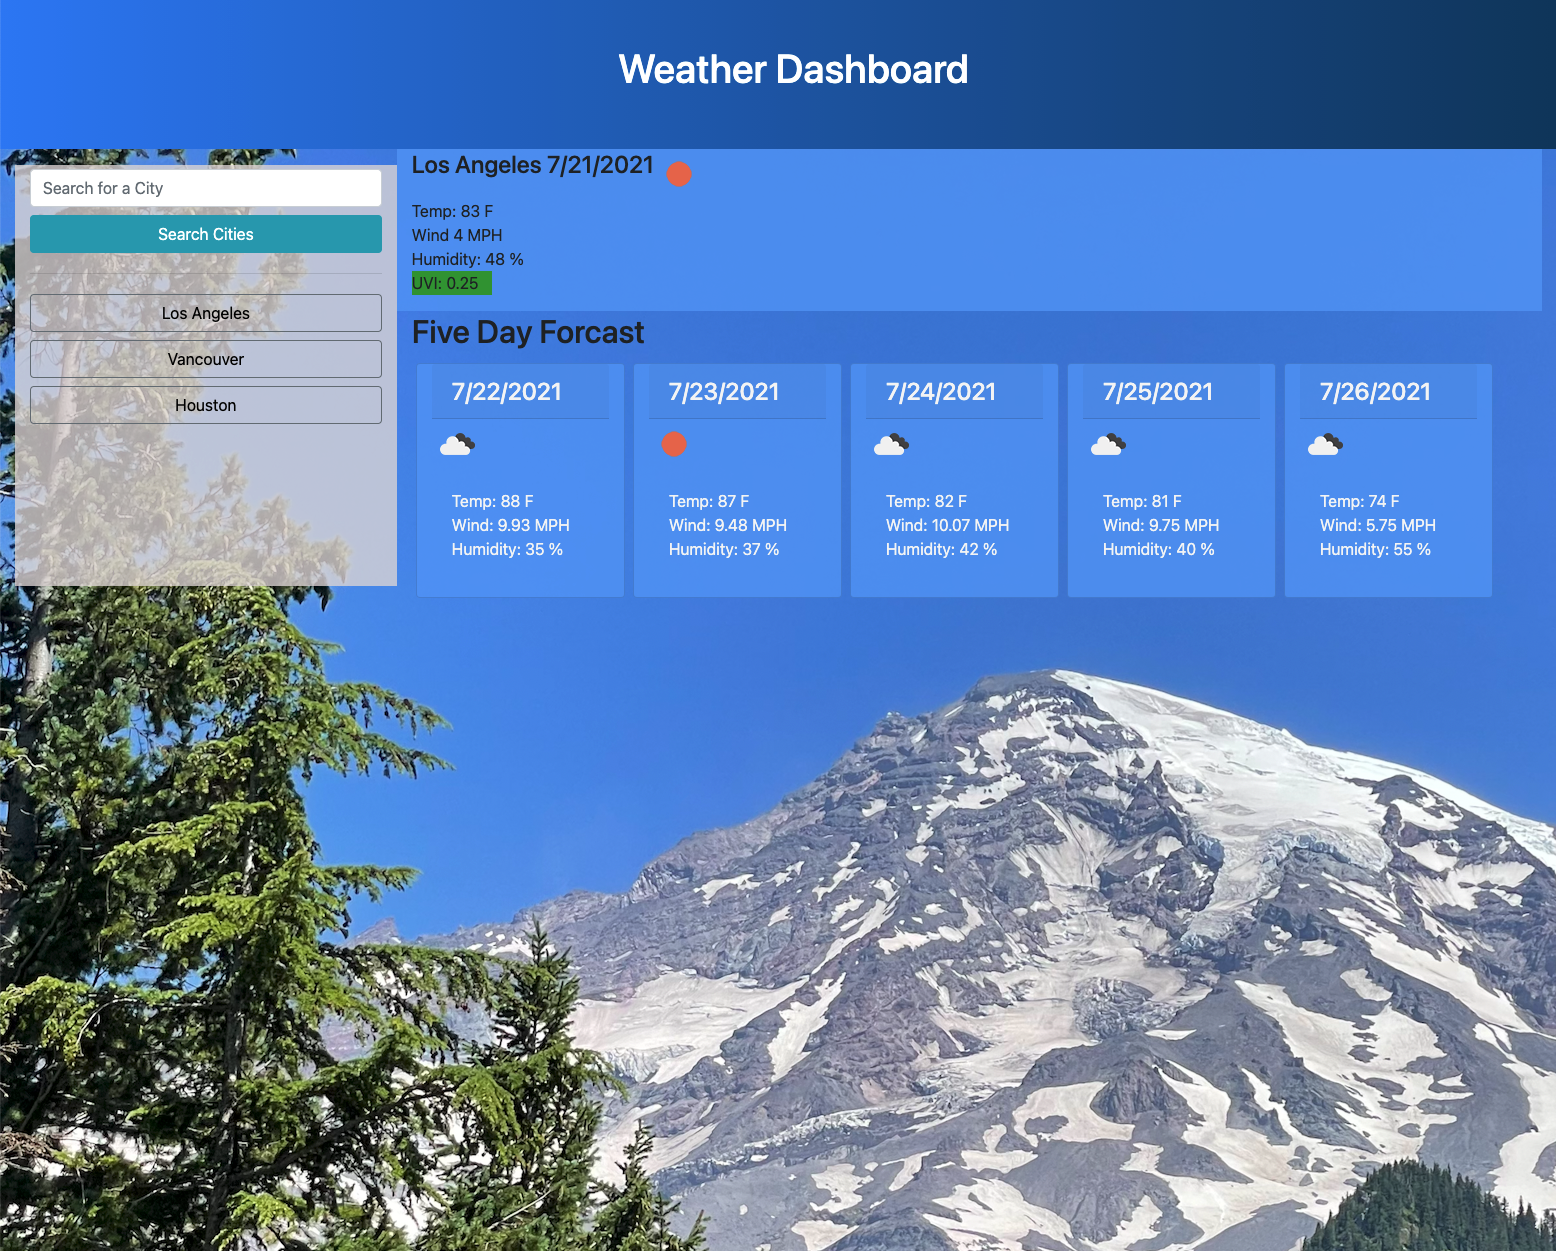 Weather Dashboard
Search for a City
Search Cities
Los Angeles
Vancouver
Houston
Los Angeles 7/21/2021
Temp: 83 F
Wind 4 MPH
Humidity: 48 %
UVI: 0.25
Five Day Forcast
7/22/2021
Temp: 88 F
Wind: 9.93 MPH
Humidity: 35 %
7/23/2021
Temp: 87 F
Wind: 9.48 MPH
Humidity: 37 %
7/24/2021
Temp: 82 F
Wind: 10.07 MPH
Humidity: 42 %
7/25/2021
Temp: 81 F
Wind: 9.75 MPH
Humidity: 40 %
7/26/2021
Temp: 74 F
Wind: 5.75 MPH
Humidity: 55 %